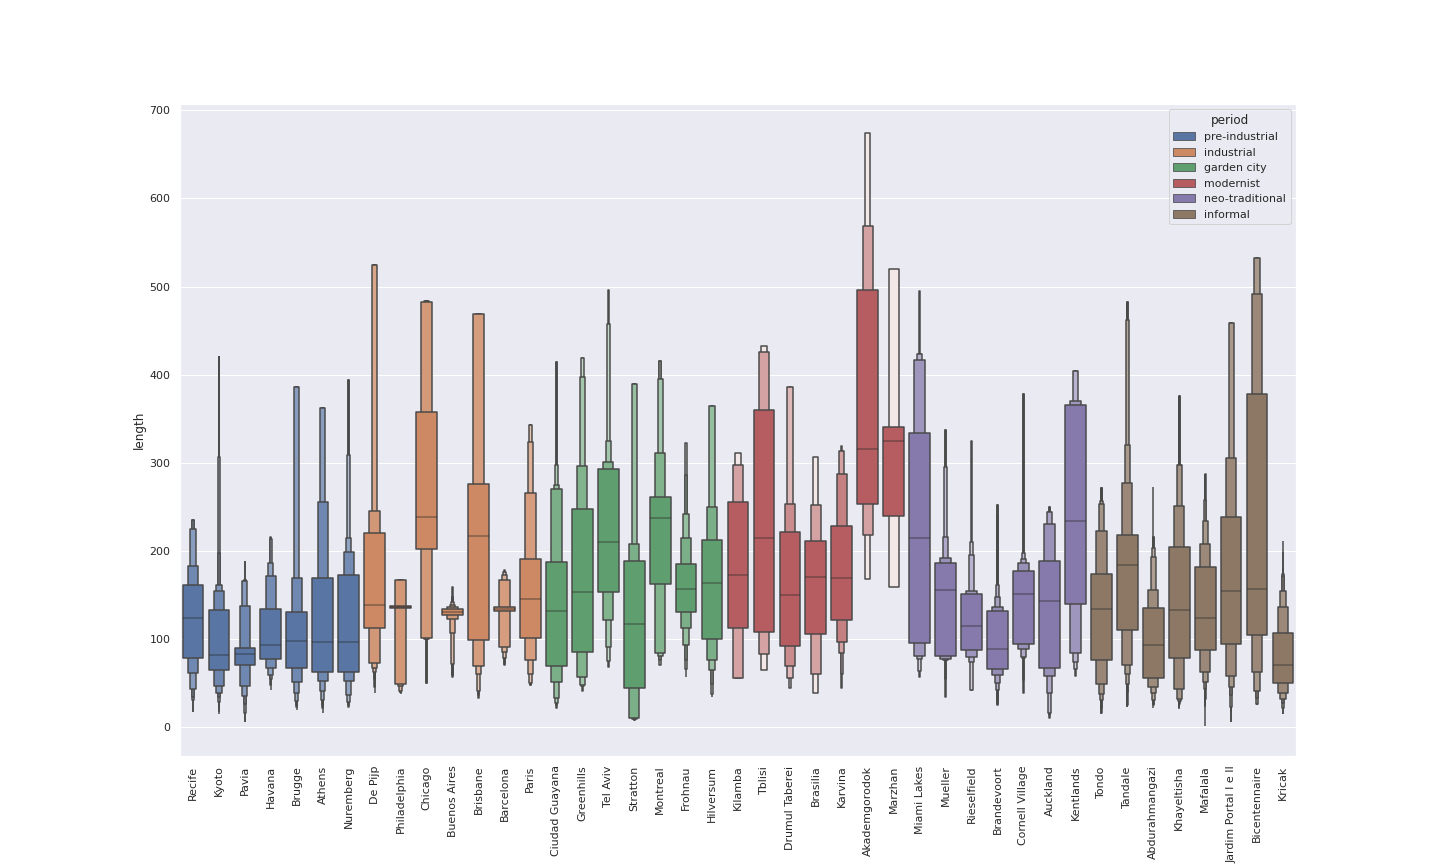 700
600
500
400
300
200
100
0
length
period
pre-industrial
industrial
garden city
modernist
neo-traditional
informal
Recife
Kyoto
Pavia
Havana
Brugge
Athens
Nuremberg
De Pijp
Philadelphia
Chicago
Buenos Aires
Brisbane
Barcelona
Paris
Ciudad Guayana
Greenhills
Tel Aviv
Stratton
Montreal
Frohnau
Hilversum
Kilamba
Tblisi
Drumul Taberei
Brasilia
Karvina
Akademgorodok
Marzhan
Miami Lakes
Mueller
Rieselfield
Brandevoort
Cornell Village
Auckland
Kentlands
Tondo
Tandale
Abdurahmangazi
Khayeltisha
Mafalala
Jardim Portal I e II
Bicentennaire
Kricak